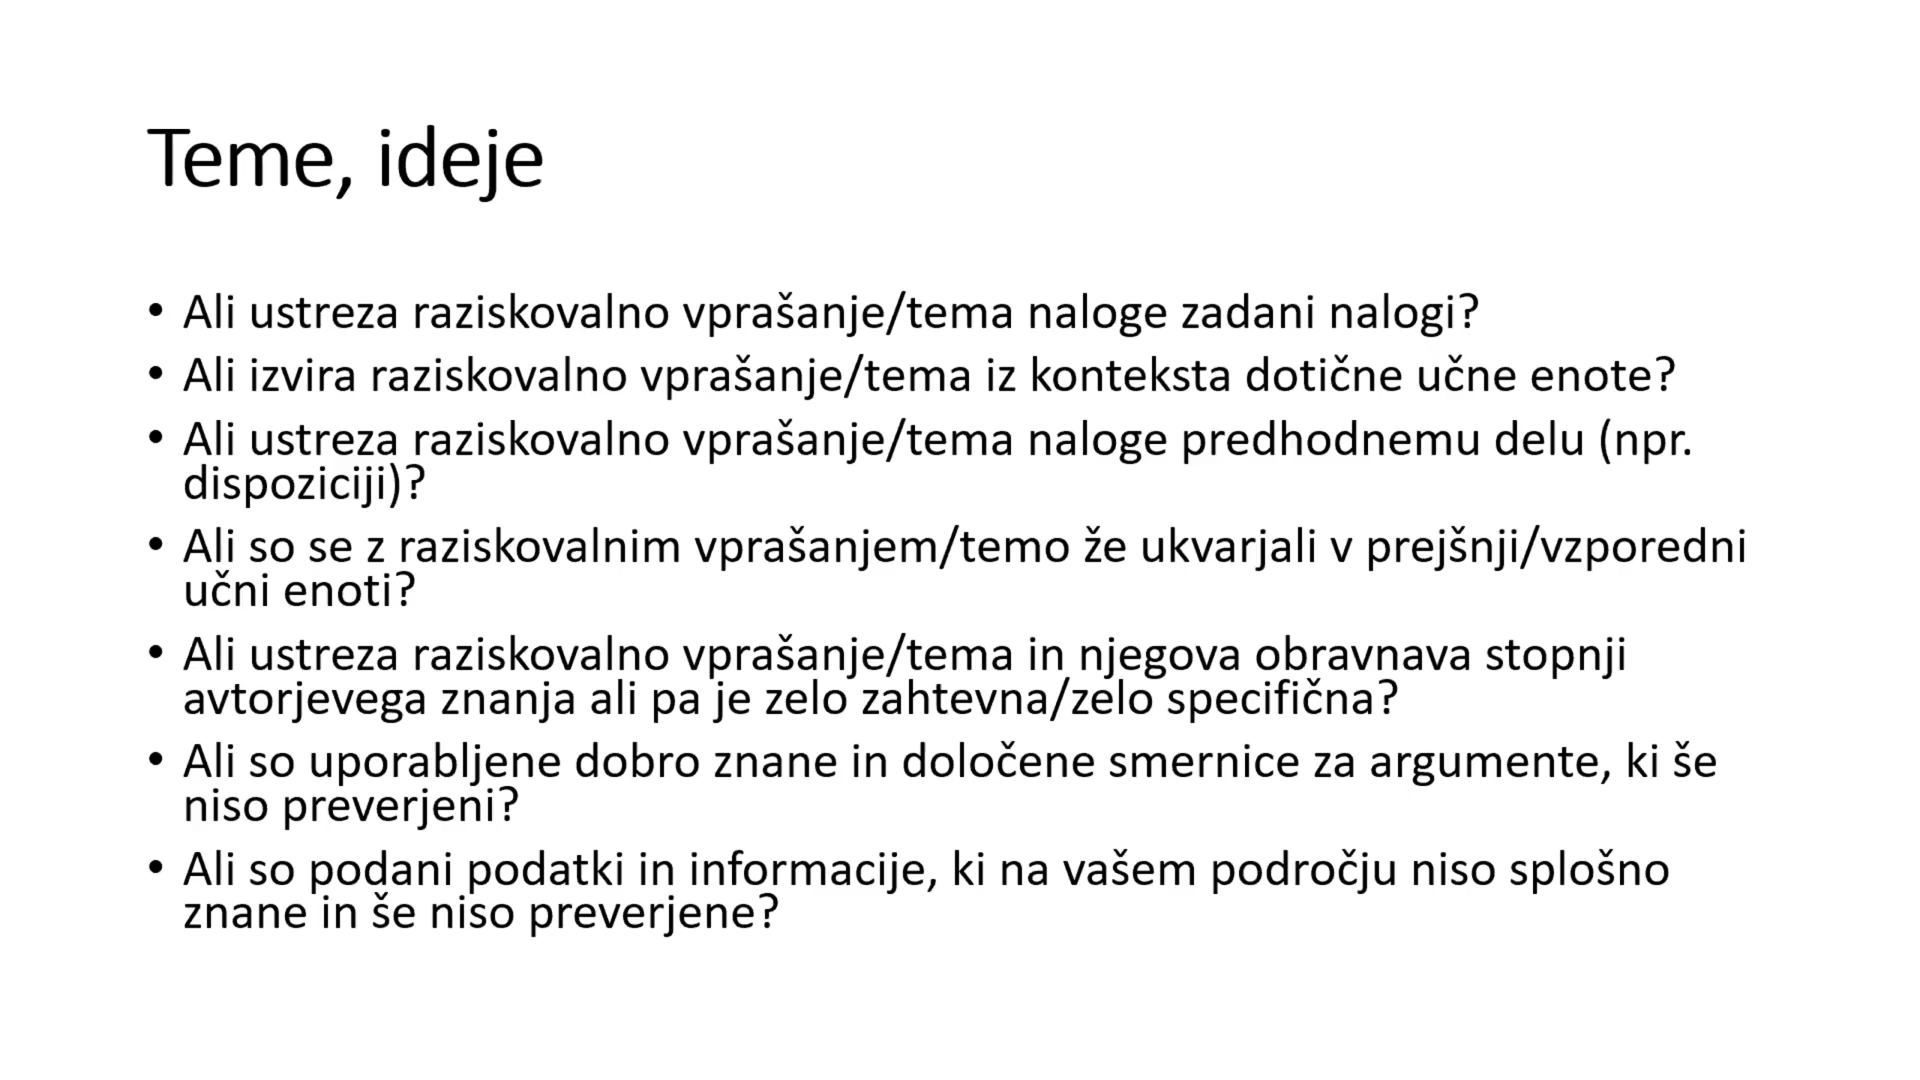 Teme, ideje
• Ali ustreza raziskovalno vprašanje/tema naloge zadani nalogi?
• Ali izvira raziskovalno vprašanje/tema iz konteksta dotične učne enote?
• Ali ustreza raziskovalno vprašanje/tema naloge predhodnemu delu (npr.
dispoziciji)?
• Ali so se z raziskovalnim vprašanjem/temo že ukvarjali v prejšnji/vzporedni
učni enoti?
• Ali ustreza raziskovalno vprašanje/tema in njegova obravnava stopnji
avtorjevega znanja ali pa je zelo zahtevna/zelo specifična?
• Ali so uporabljene dobro znane in določene smernice za argumente, ki še
niso preverjeni?
• Ali so podani podatki in informacije, ki na vašem področju niso splošno
znane in še niso preverjene?